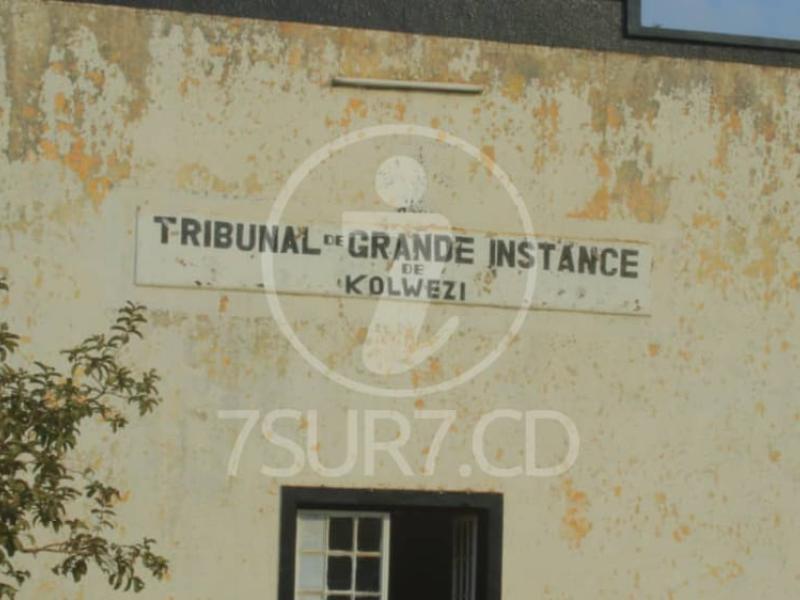 TRIBUNAL DE GRANDE INSTANCE
DE
KOLWEZI
7SUR7.CD